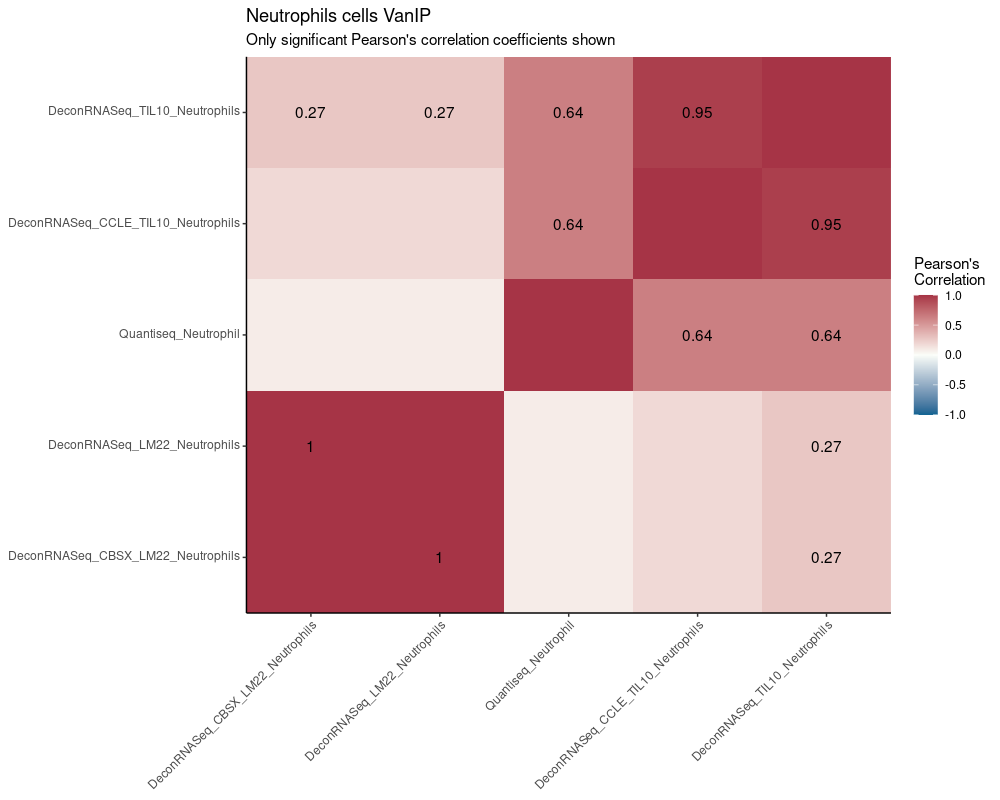 Neutrophils cells VanIP
Only significant Pearson's correlation coefficients shown
DeconRNASeq_TIL10_Neutrophils
0.27 0.27 0.64 0.95
DeconRNASeq_CCLE_TIL10_Neutrophils
0.64 0.95
Quantiseq_Neutrophil
0.64 0.64
DeconRNASeq_LM22_Neutrophils
1 0.27
DeconRNASeq_CBSX_LM22_Neutrophils
1 0.27
DeconRNASeq_CBSX_LM22_Neutrophils
DeconRNASeq_LM22_Neutrophils
Quantiseq_Neutrophil
DeconRNASeq_CCLE_TIL10_Neutrophils
DeconRNASeq_TIL10_Neutrophils
Pearson's
Correlation
1.0
0.5
0.0
-0.5
-1.0